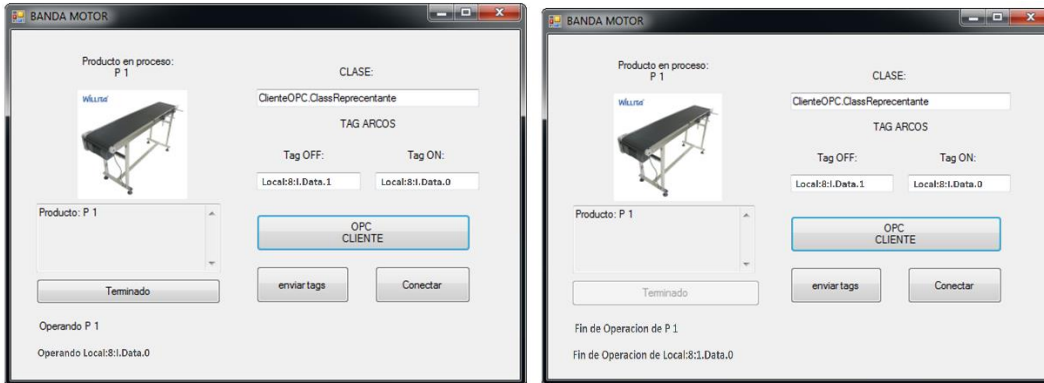 BANDA MOTOR
Producto en proceso:
P 1
WILLITA
Producto: P 1
Terminado
Operando P 1
Operando Local:8:I.Data.0
CLASE:
ClienteOPC.ClassReprecentante
TAG ARCOS
Tag OFF:
Tag ON:
Local:8:I.Data.1
Local:8:I.Data.0
OPC
CLIENTE
enviar tags
Conectar
BANDA MOTOR
Producto en proceso:
P 1
WILLITA
Producto: P 1
Terminado
Fin de Operacion de P 1
Fin de Operacion de Local:8:1.Data.0
CLASE:
ClienteOPC.ClassReprecentante
TAG ARCOS
Tag OFF:
Tag ON:
Local:8:I.Data.1
Local:8:I.Data.0
OPC
CLIENTE
enviar tags
Conectar